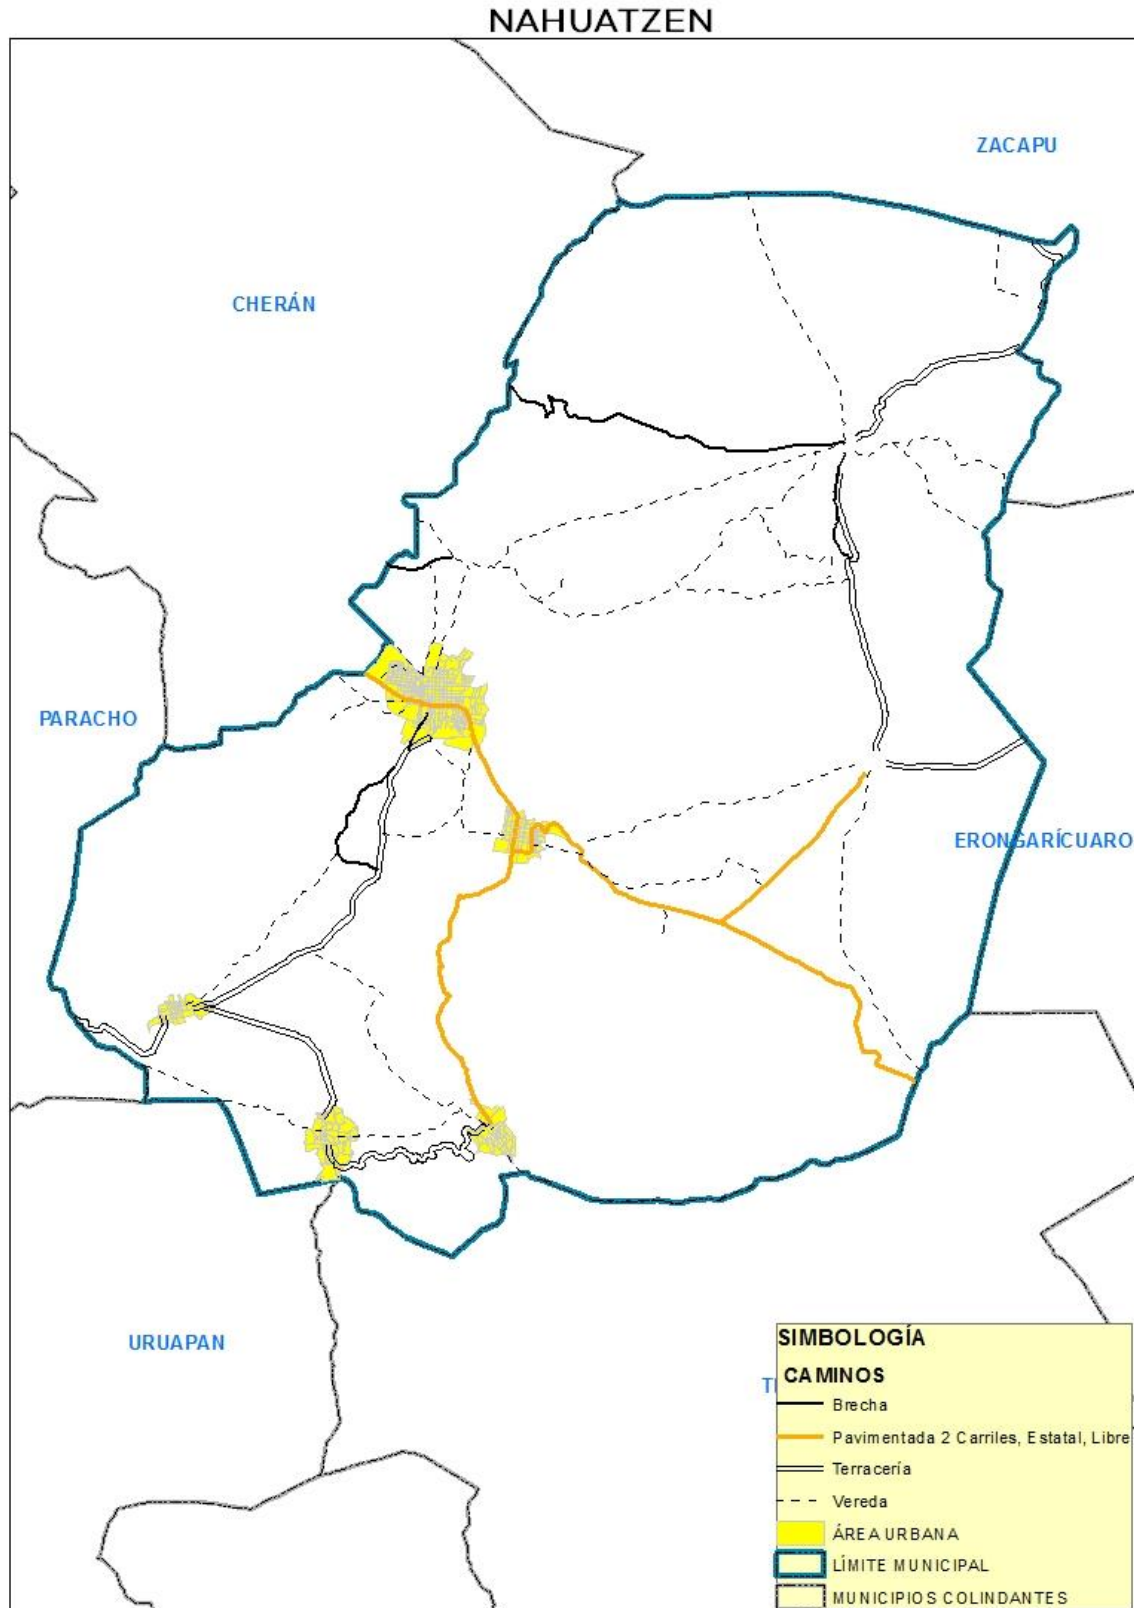 NAHUATZEN
ZACAPU
CHERÁN
PARACHO
ERONGARÍCUARO
URUAPAN
SIMBOLOGÍA
CAMINOS
Brecha
Pavimentada 2 Carriles, Estatal, Libre
Terracería
Vereda
ÁREA URBANA
LÍMITE MUNICIPAL
MUNICIPIOS COLINDANTES